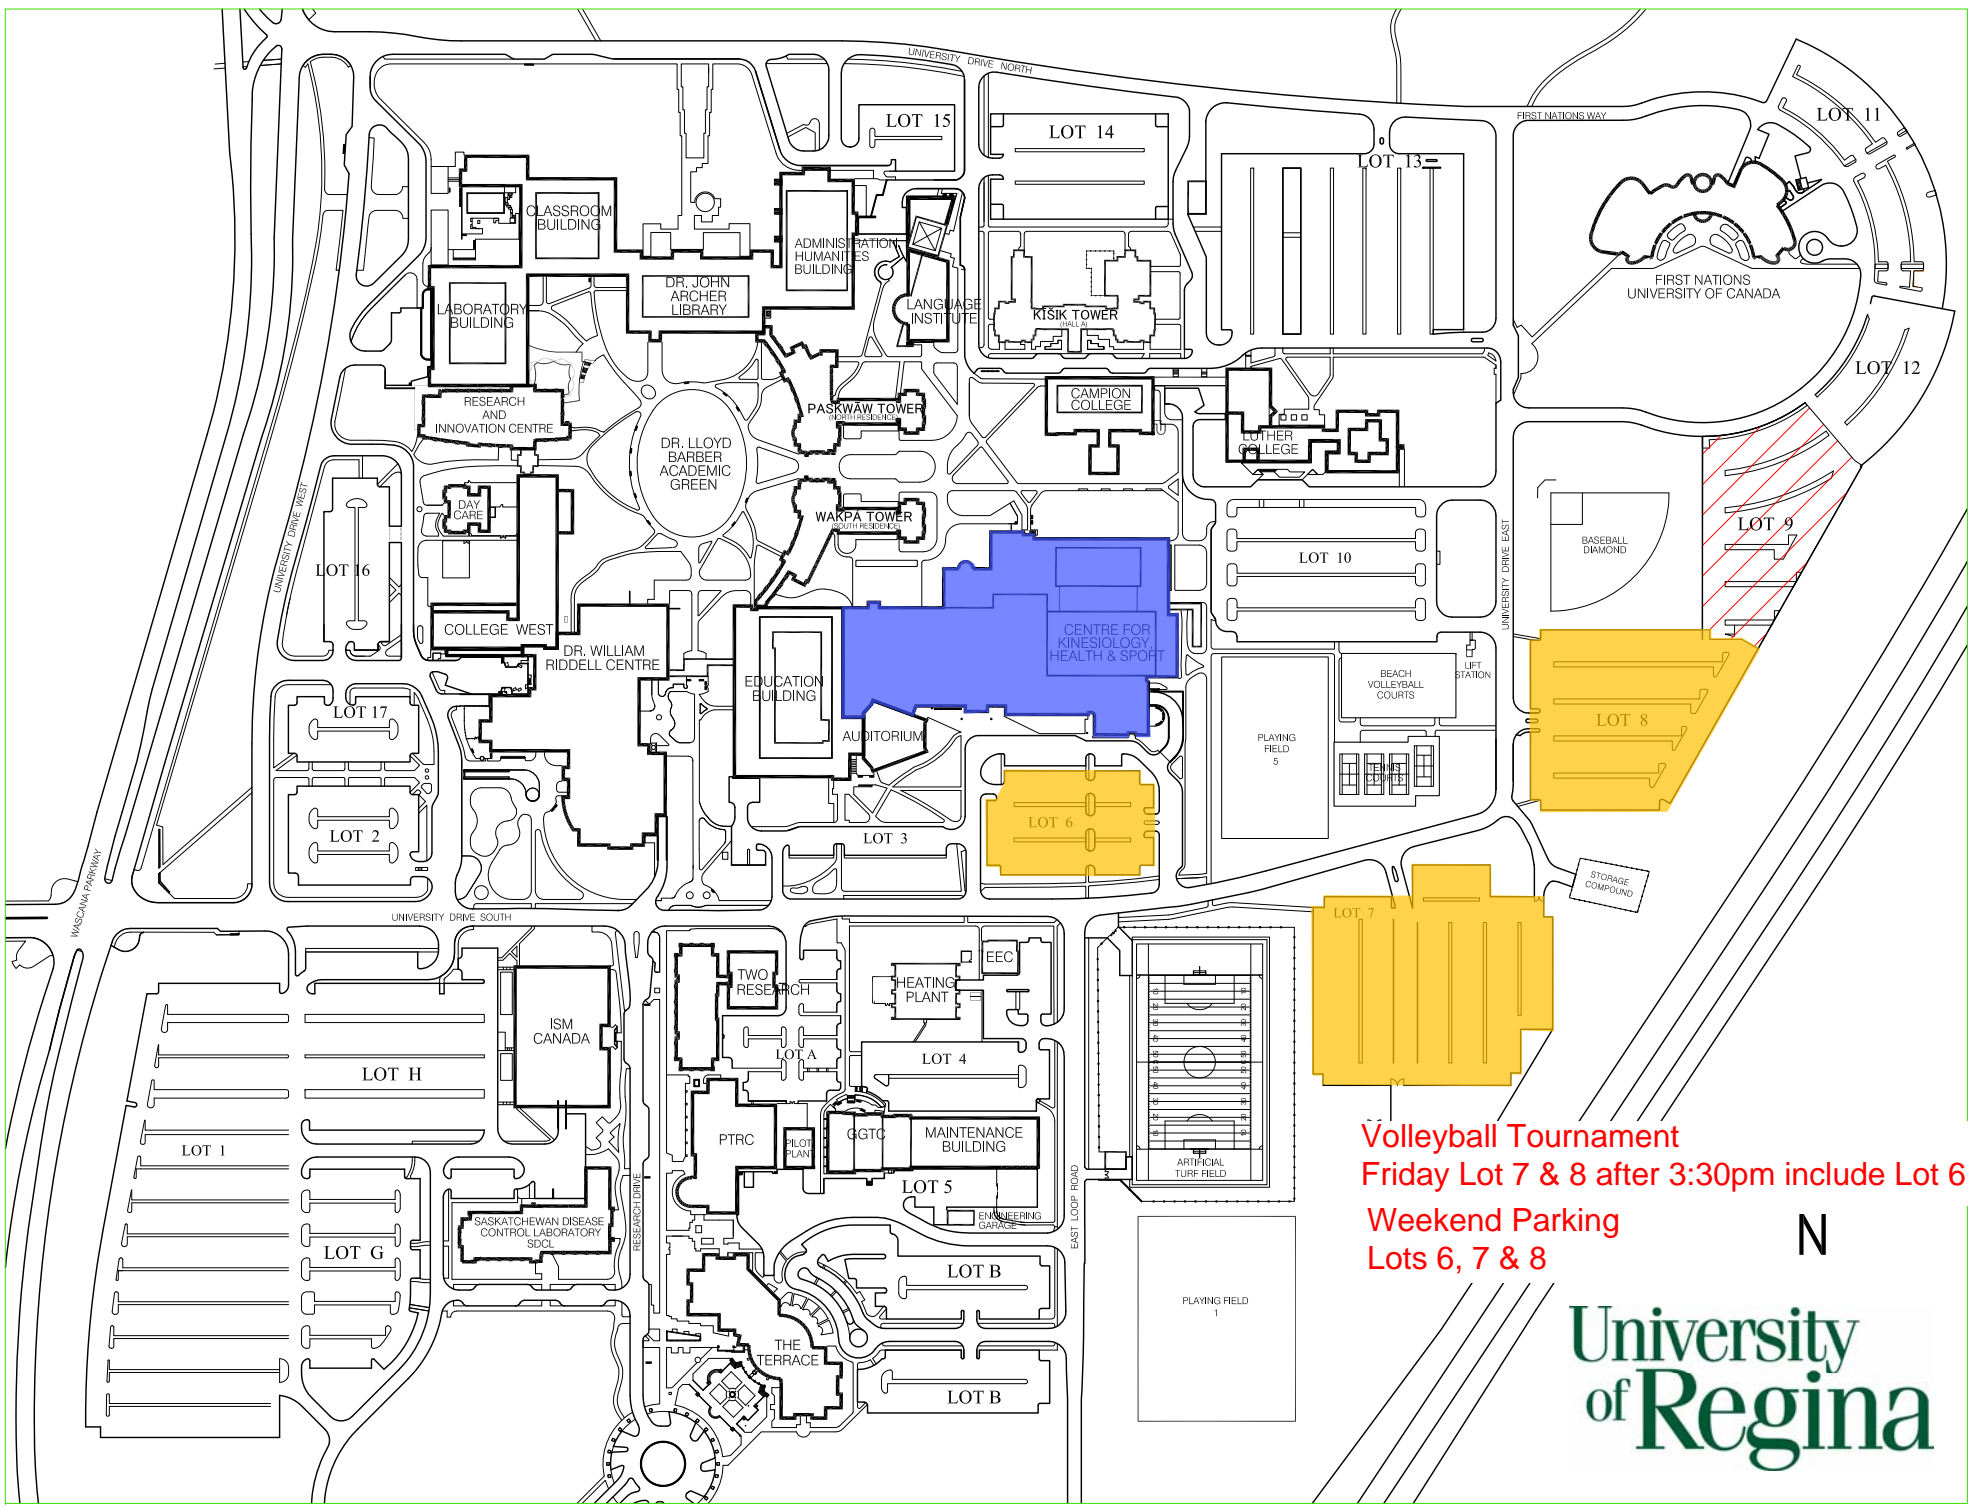 UNIVERSITY DRIVE NORTH
FIRST NATIONS WAY
LOT 11
LOT 15
LOT 14
LOT 13
CLASSROOM
BUILDING
ADMINISTRATION
HUMANITIES
BUILDING
DR. JOHN
ARCHER
LIBRARY
LABORATORY
BUILDING
LANGUAGE
INSTITUTE
KĪSIK TOWER
(HALL A)
FIRST NATIONS
UNIVERSITY OF CANADA
LOT 12
RESEARCH
AND
INNOVATION CENTRE
PASKWĀW TOWER
(NORTH RESIDENCE)
CAMPION
COLLEGE
LUTHER
COLLEGE
DR. LLOYD
BARBER
ACADEMIC
GREEN
DAY
CARE
WAKPĀ TOWER
(SOUTH RESIDENCE)
UNIVERSITY DRIVE WEST
LOT 16
LOT 10
UNIVERSITY DRIVE EAST
BASEBALL
DIAMOND
LOT 9
COLLEGE WEST
DR. WILLIAM
RIDDELL CENTRE
CENTRE FOR
KINESIOLOGY,
HEALTH & SPORT
EDUCATION
BUILDING
AUDITORIUM
BEACH
VOLLEYBALL
COURTS
LIFT
STATION
LOT 8
LOT 17
PLAYING
FIELD
5
TENNIS
COURTS
LOT 2
LOT 3
LOT 6
WASCANA PARKWAY
UNIVERSITY DRIVE SOUTH
STORAGE
COMPOUND
LOT 7
TWO
RESEARCH
HEATING
PLANT
EEC
ISM
CANADA
LOT A
LOT 4
LOT H
LOT 1
PTRC
PILOT
PLANT
GGTC
MAINTENANCE
BUILDING
ARTIFICIAL
TURF FIELD
Volleyball Tournament
Friday Lot 7 & 8 after 3:30pm include Lot 6
Weekend Parking
Lots 6, 7 & 8
N
LOT 5
ENGINEERING
GARAGE
EAST LOOP ROAD
RESEARCH DRIVE
SASKATCHEWAN DISEASE
CONTROL LABORATORY
SDCL
LOT G
LOT B
PLAYING FIELD
1
THE
TERRACE
LOT B
University
of Regina